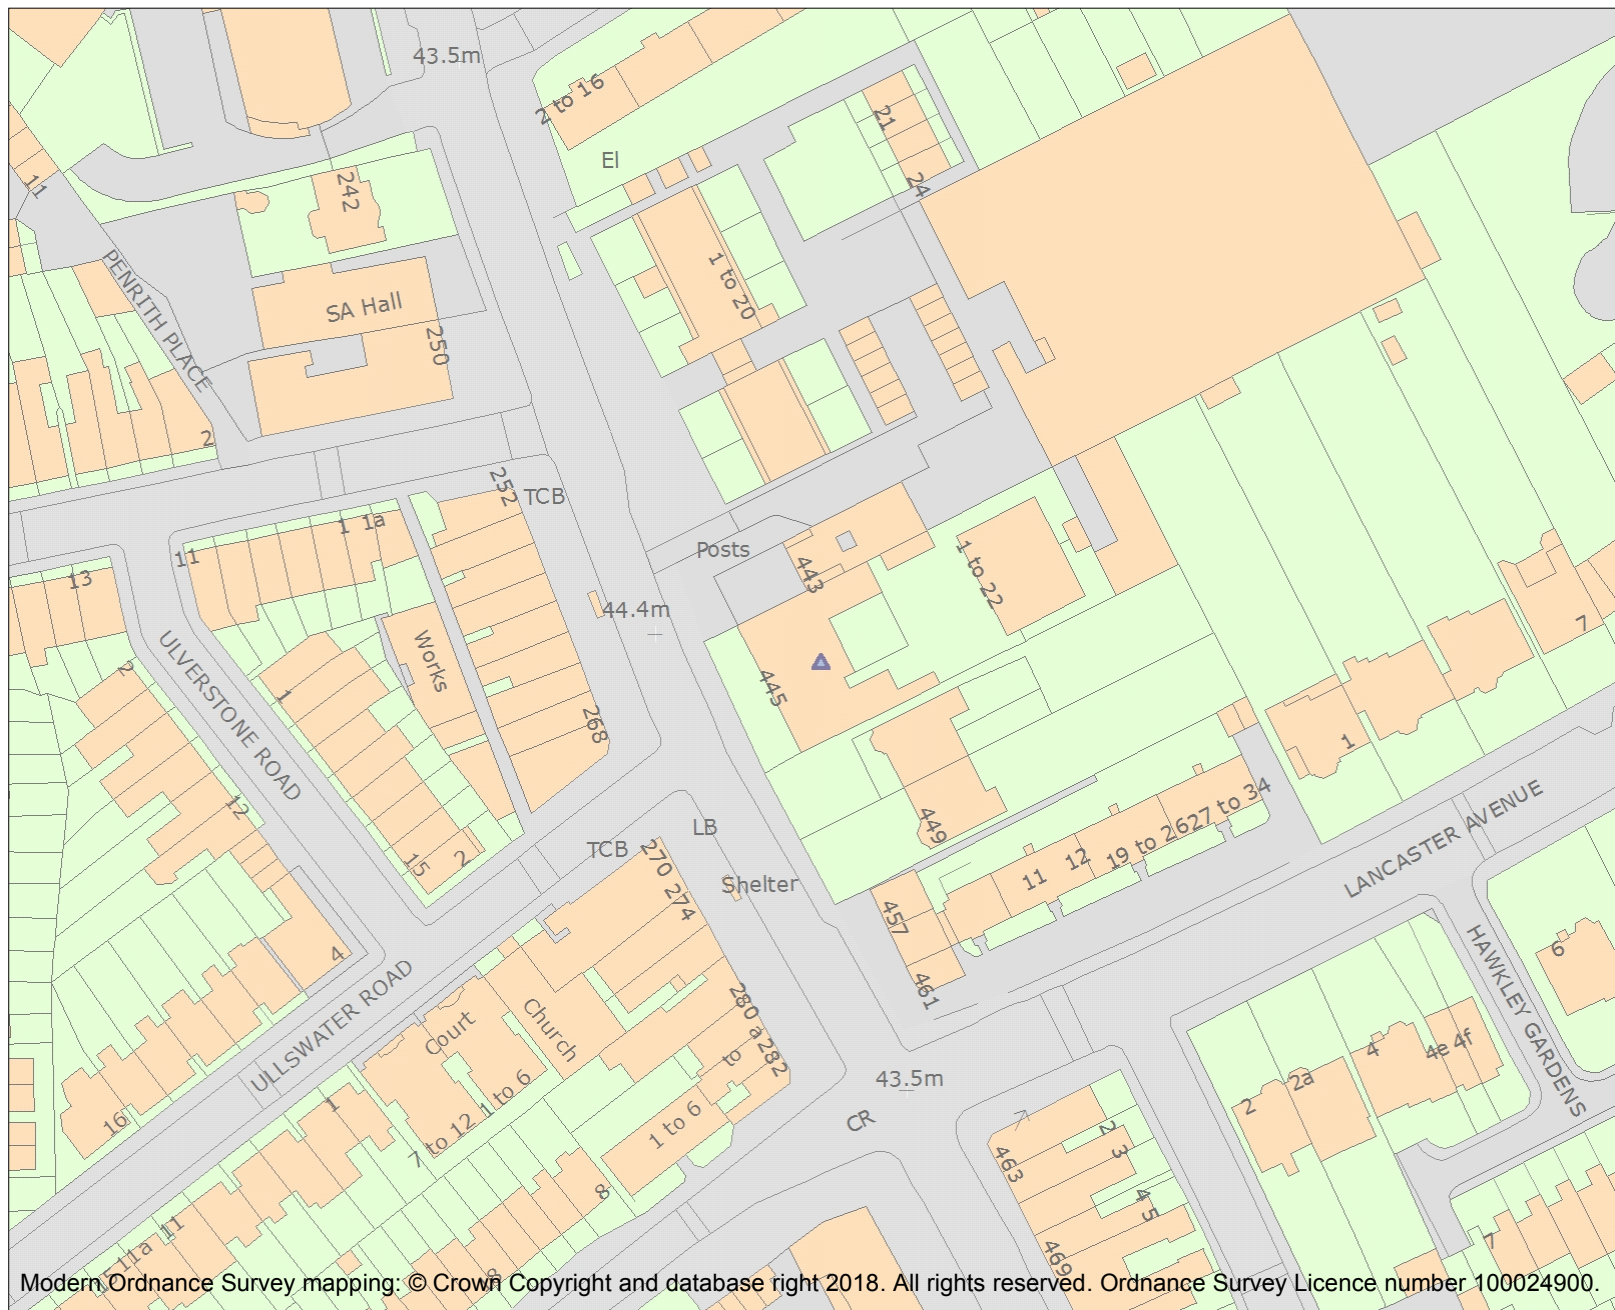 43.5m
2 to 16
El
21
24
11
242
PENRITH PLACE
1 to 20
SA Hall
250
2
252
TCB
1 1a
11
13
Posts
443
1 to 22
44.4m
ULVERSTONE ROAD
Works
2
1
445
268
7
1
12
15
2
TCB
LB
270
274
Shelter
449
11
12
19 to 26
27 to 34
LANCASTER AVENUE
457
461
4
ULLSWATER ROAD
Court
Church
280 a
to
282
HAWKLEY GARDENS
6
43.5m
CR
2
2a
4
4e 4f
16
1
7 to 12
1 to 6
1 to 6
8
463
2
3
4
5
469
11
11a
7
Modern Ordnance Survey mapping: © Crown Copyright and database right 2018. All rights reserved. Ordnance Survey Licence number 100024900.